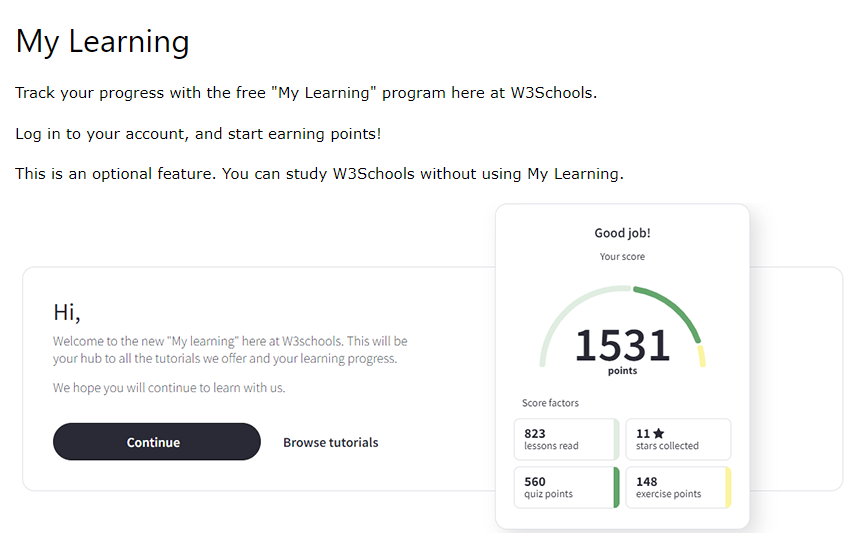 My Learning
Track your progress with the free "My Learning" program here at W3Schools.
Log in to your account, and start earning points!
This is an optional feature. You can study W3Schools without using My Learning.
Hi,
Welcome to the new "My learning" here at W3schools. This will be
your hub to all the tutorials we offer and your learning progress.
We hope you will continue to learn with us.
Continue
Browse tutorials
Good job!
Your score
1531
points
Score factors
823
lessons read
11 ★
stars collected
560
quiz points
148
exercise points